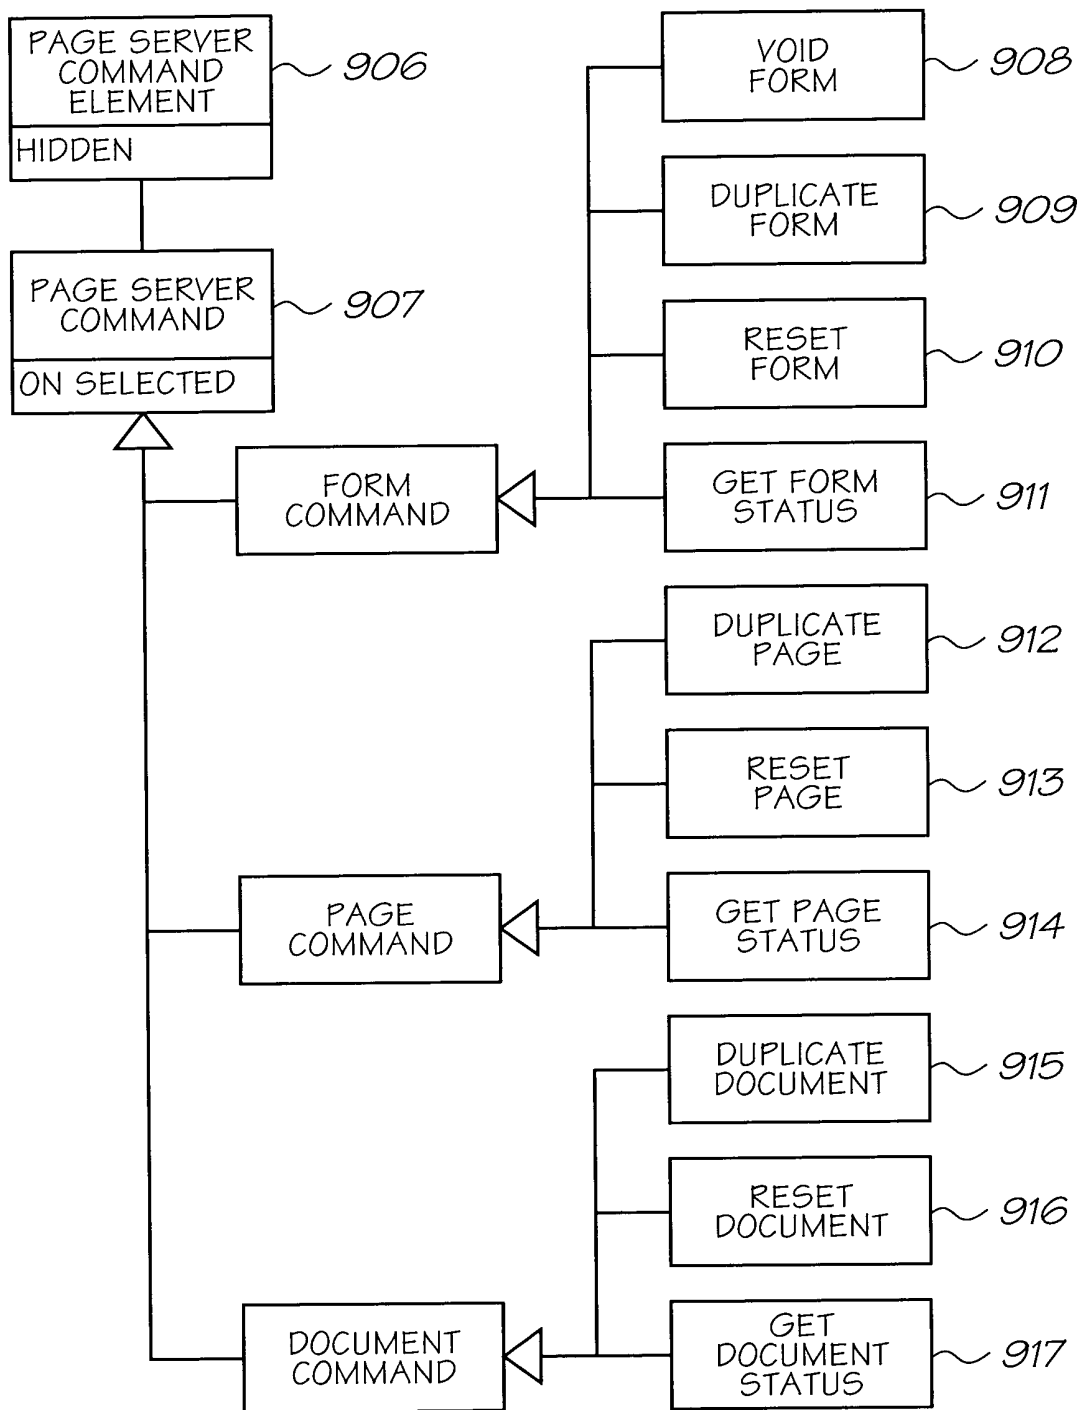 PAGE SERVER
COMMAND
ELEMENT
HIDDEN
906
PAGE SERVER
COMMAND
ON SELECTED
907
FORM
COMMAND
VOID
FORM
908
DUPLICATE
FORM
909
RESET
FORM
910
GET FORM
STATUS
911
PAGE
COMMAND
DUPLICATE
PAGE
912
RESET
PAGE
913
GET PAGE
STATUS
914
DOCUMENT
COMMAND
DUPLICATE
DOCUMENT
915
RESET
DOCUMENT
916
GET
DOCUMENT
STATUS
917